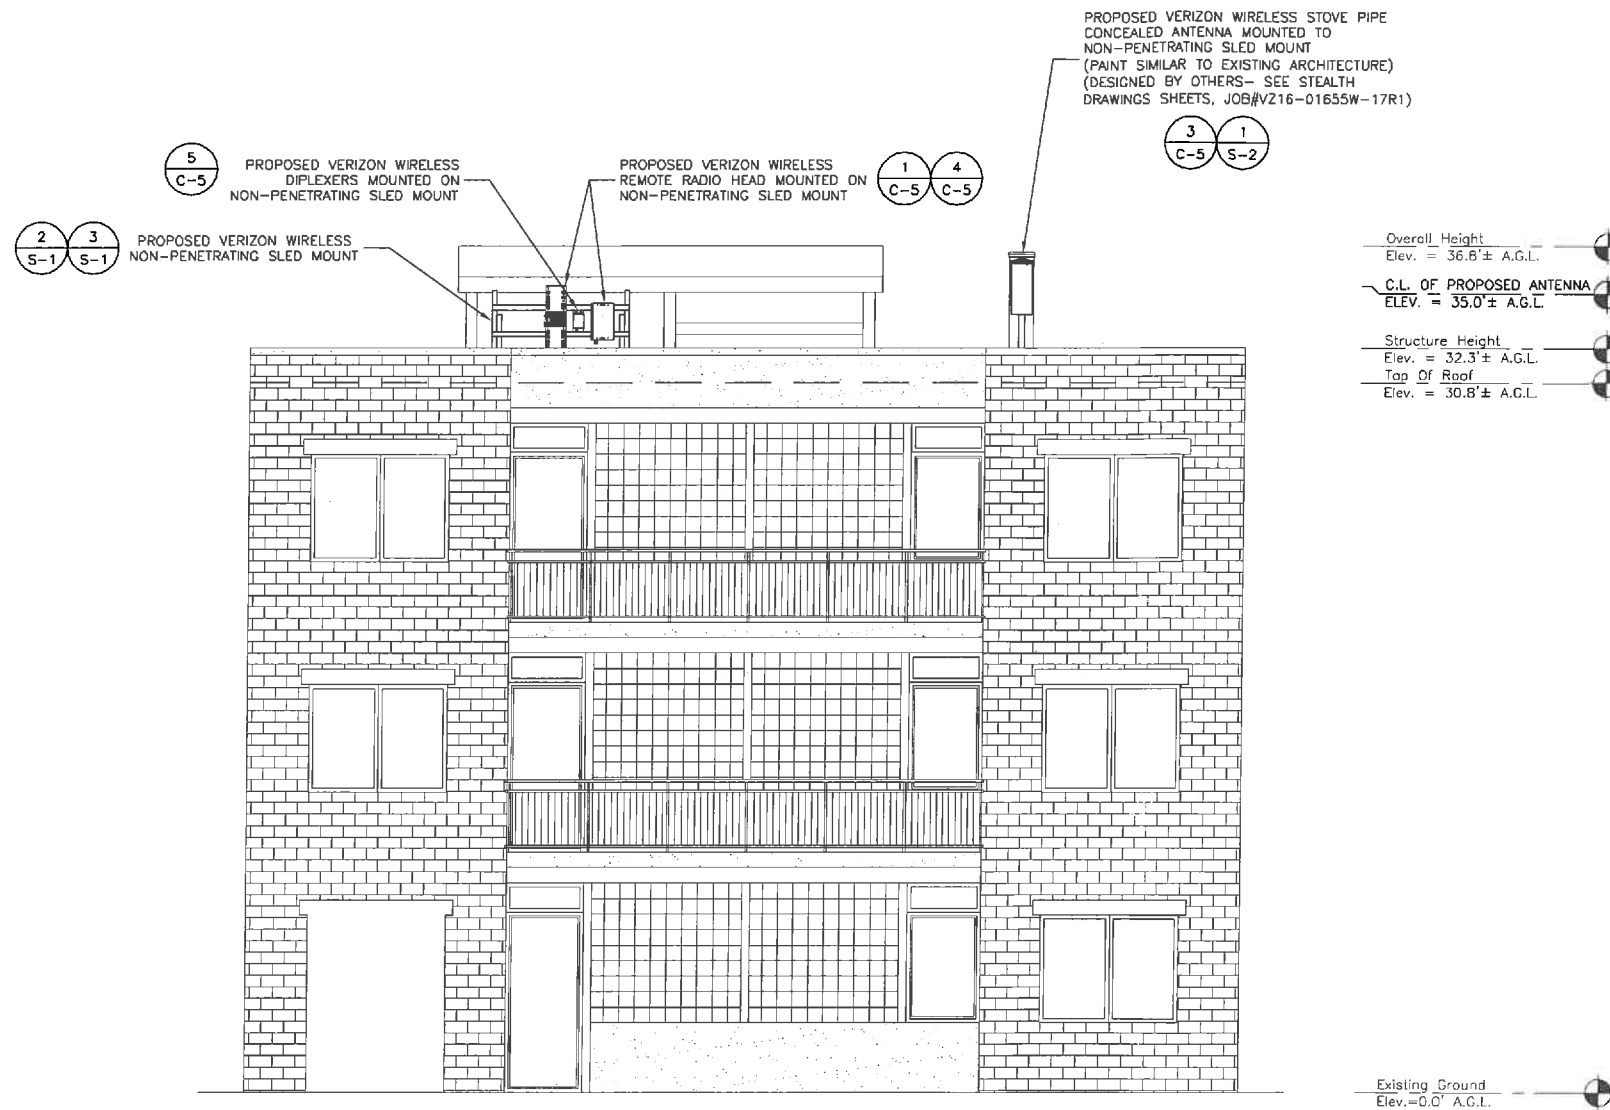 PROPOSED VERIZON WIRELESS STOVE PIPE
CONCEALED ANTENNA MOUNTED TO
NON-PENETRATING SLED MOUNT
(PAINT SIMILAR TO EXISTING ARCHITECTURE)
(DESIGNED BY OTHERS- SEE STEALTH
DRAWINGS SHEETS, JOB#VZ16-01655W-17R1)
3 1
C-5 S-2
5
C-5
PROPOSED VERIZON WIRELESS
DIPLEXERS MOUNTED ON
NON-PENETRATING SLED MOUNT
PROPOSED VERIZON WIRELESS
REMOTE RADIO HEAD MOUNTED ON
NON-PENETRATING SLED MOUNT
1 4
C-5 C-5
2 3
S-1 S-1
PROPOSED VERIZON WIRELESS
NON-PENETRATING SLED MOUNT
Overall Height
Elev. = 36.8'± A.G.L.
C.L. OF PROPOSED ANTENNA
ELEV. = 35.0'± A.G.L.
Structure Height
Elev. = 32.3'± A.G.L.
Top Of Roof
Elev. = 30.8'± A.G.L.
Existing Ground
Elev.=0.0' A.G.L.